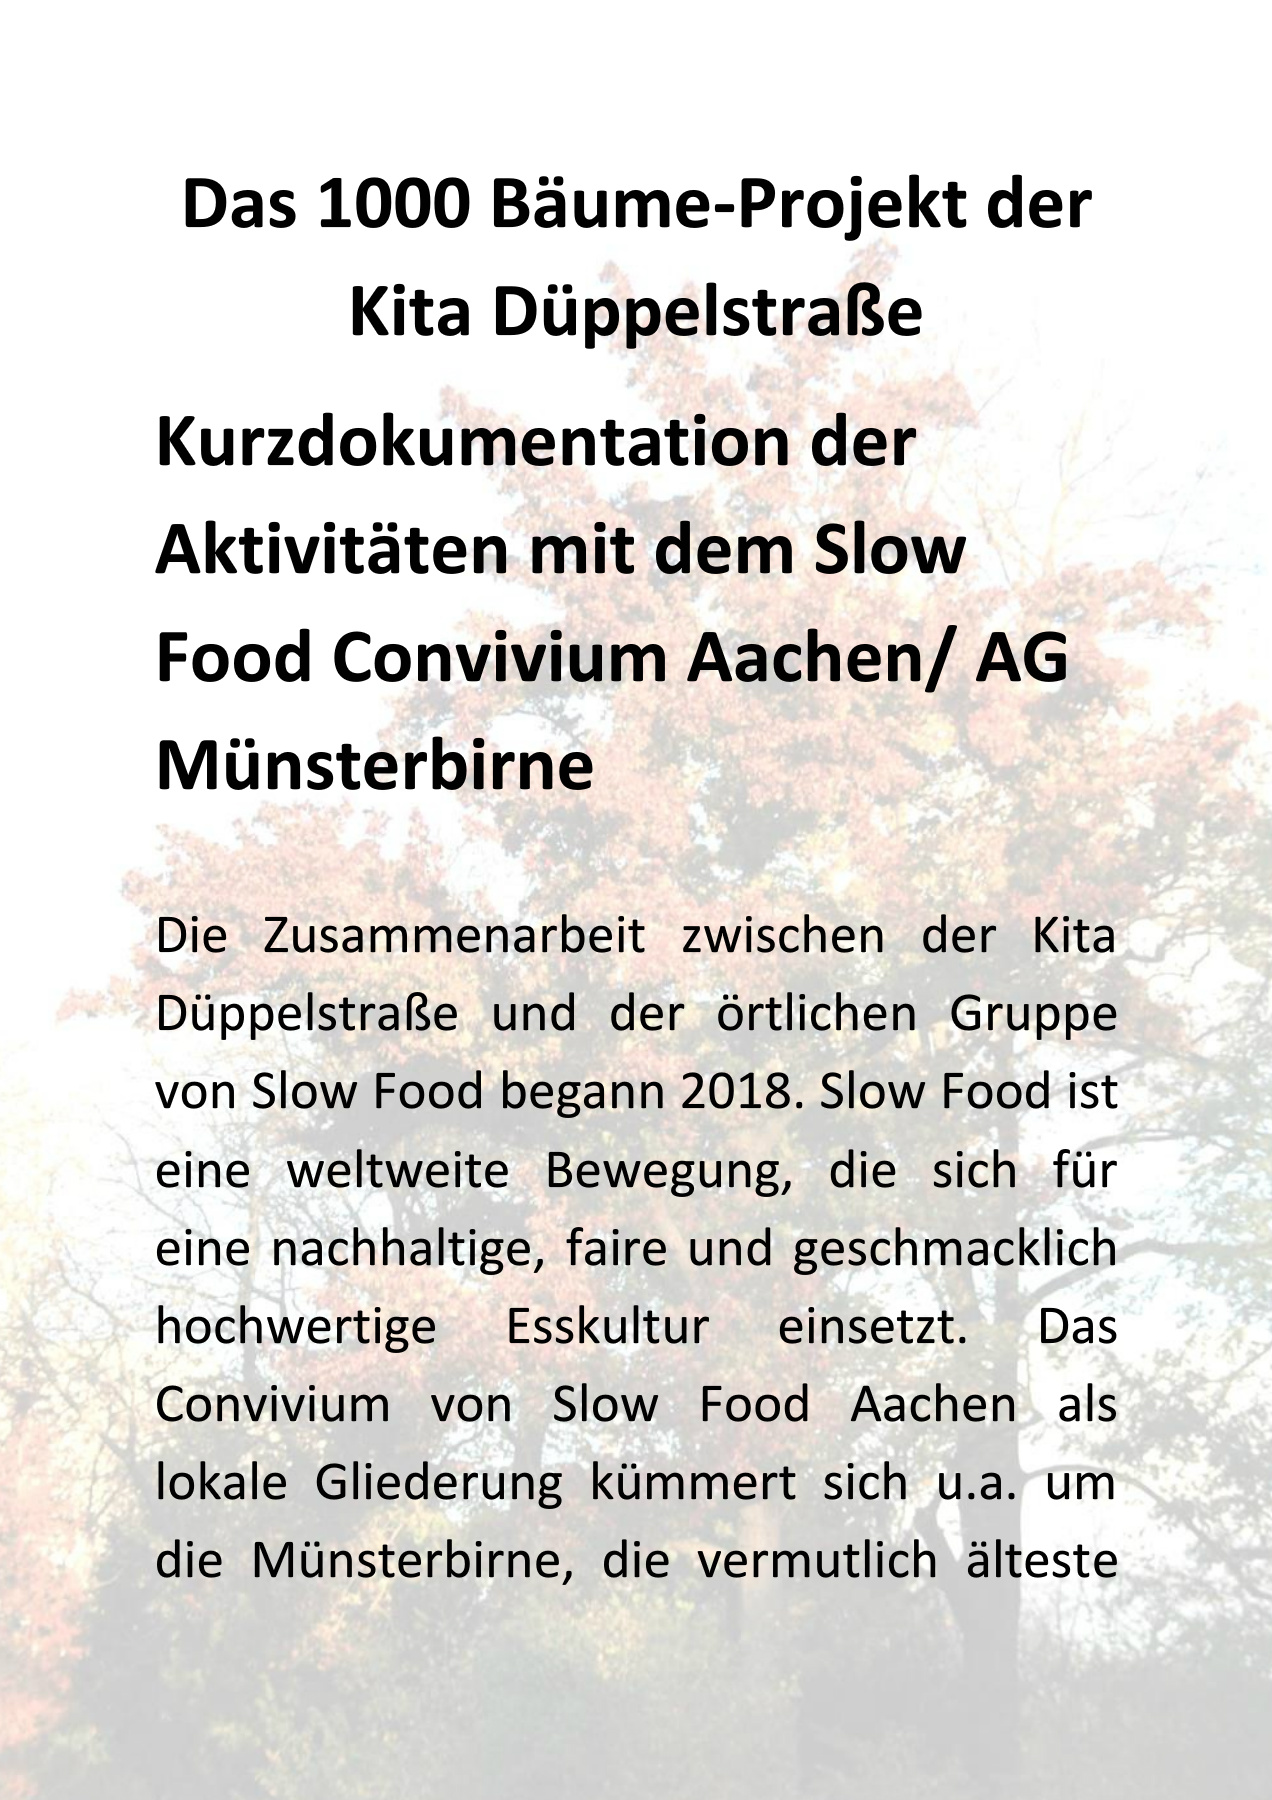 Das 1000 Bäume-Projekt der
Kita Düppelstraße
Kurzdokumentation der
Aktivitäten mit dem Slow
Food Convivium Aachen/ AG
Münsterbirne
Die Zusammenarbeit zwischen der Kita
Düppelstraße und der örtlichen Gruppe
von Slow Food begann 2018. Slow Food ist
eine weltweite Bewegung, die sich für
eine nachhaltige, faire und geschmacklich
hochwertige Esskultur einsetzt. Das
Convivium von Slow Food Aachen als
lokale Gliederung kümmert sich u.a. um
die Münsterbirne, die vermutlich älteste